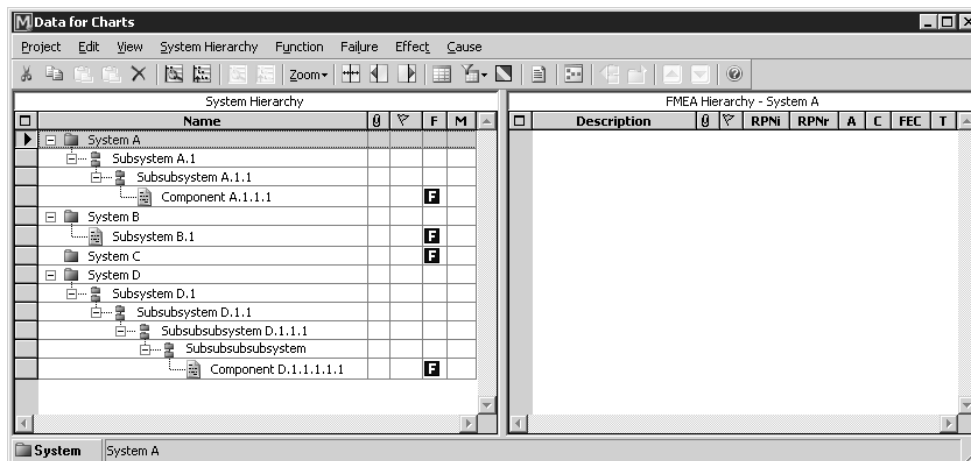 M Data for Charts
Project Edit View System Hierarchy Function Failure Effect Cause
Zoom
System Hierarchy
FMEA Hierarchy - System A
Name F M
Description RPNi RPNr A C FEC T
System A
Subsystem A.1
Subsubsystem A.1.1
Component A.1.1.1 F
System B
Subsystem B.1 F
System C F
System D
Subsystem D.1
Subsubsystem D.1.1
Subsubsubsystem D.1.1.1
Subsubsubsubsystem
Component D.1.1.1.1.1 F
System System A